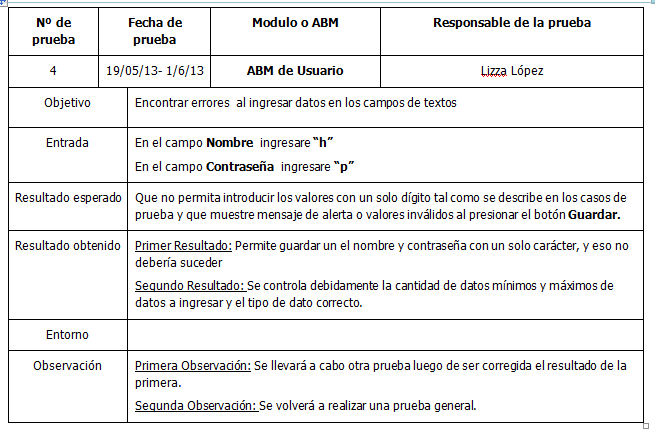 Nº de prueba Fecha de prueba Modulo o ABM Responsable de la prueba
4 19/05/13- 1/6/13 ABM de Usuario Lizza López
Objetivo Encontrar errores al ingresar datos en los campos de textos
Entrada En el campo Nombre ingresare “h”
En el campo Contraseña ingresare “p”
Resultado esperado Que no permita introducir los valores con un solo dígito tal como se describe en los casos de
prueba y que muestre mensaje de alerta o valores inválidos al presionar el botón Guardar.
Resultado obtenido Primer Resultado: Permite guardar un el nombre y contraseña con un solo carácter, y eso no
debería suceder
Segundo Resultado: Se controla debidamente la cantidad de datos mínimos y máximos de
datos a ingresar y el tipo de dato correcto.
Entorno
Observación Primera Observación: Se llevará a cabo otra prueba luego de ser corregida el resultado de la
primera.
Segunda Observación: Se volverá a realizar una prueba general.